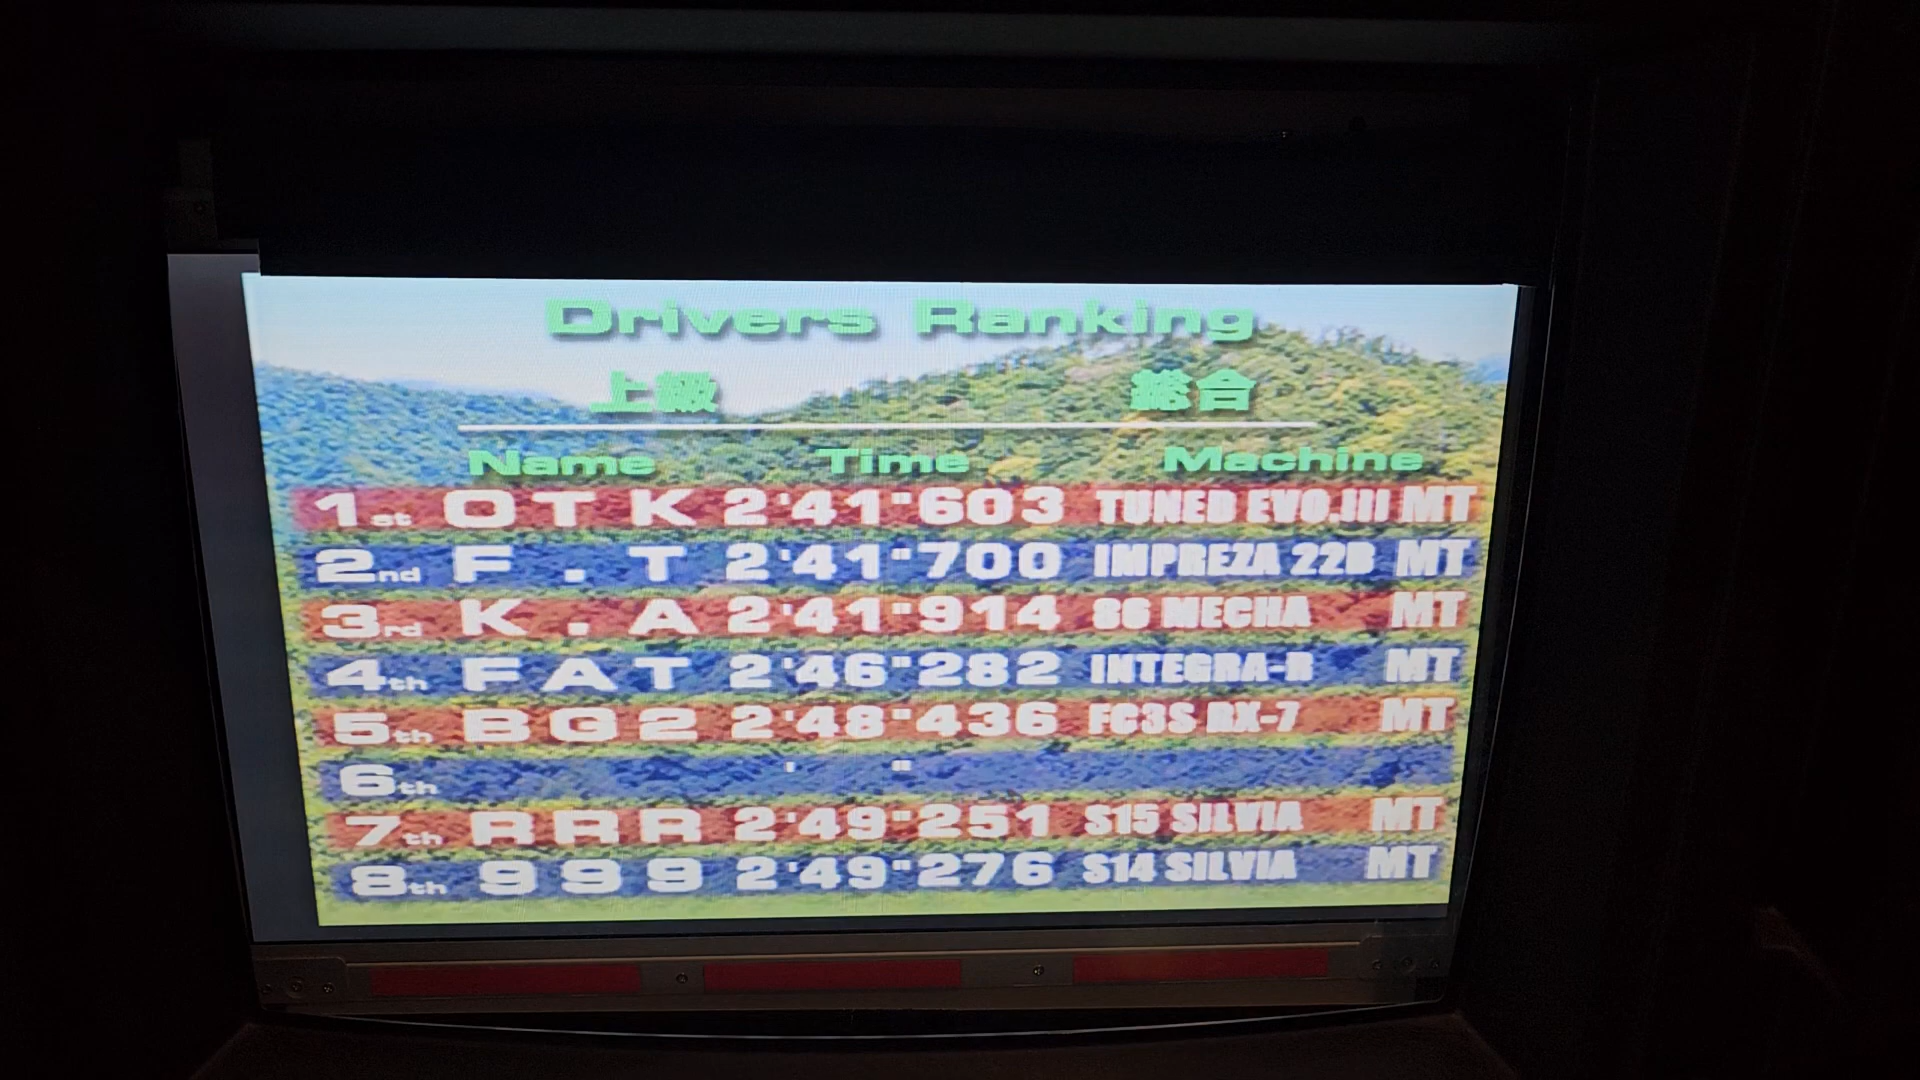 Drivers Ranking
上級 総合
Name Time Machine
1st OTK 2'41"603 TUNED EVO.III MT
2nd F.T 2'41"700 IMPREZA 22B MT
3rd K.A 2'41"914 86 MECHA MT
4th FAT 2'46"282 INTEGRA-R MT
5th BG2 2'48"436 FC3S RX-7 MT
6th ' "
7th RRR 2'49"251 S15 SILVIA MT
8th 999 2'49"276 S14 SILVIA MT